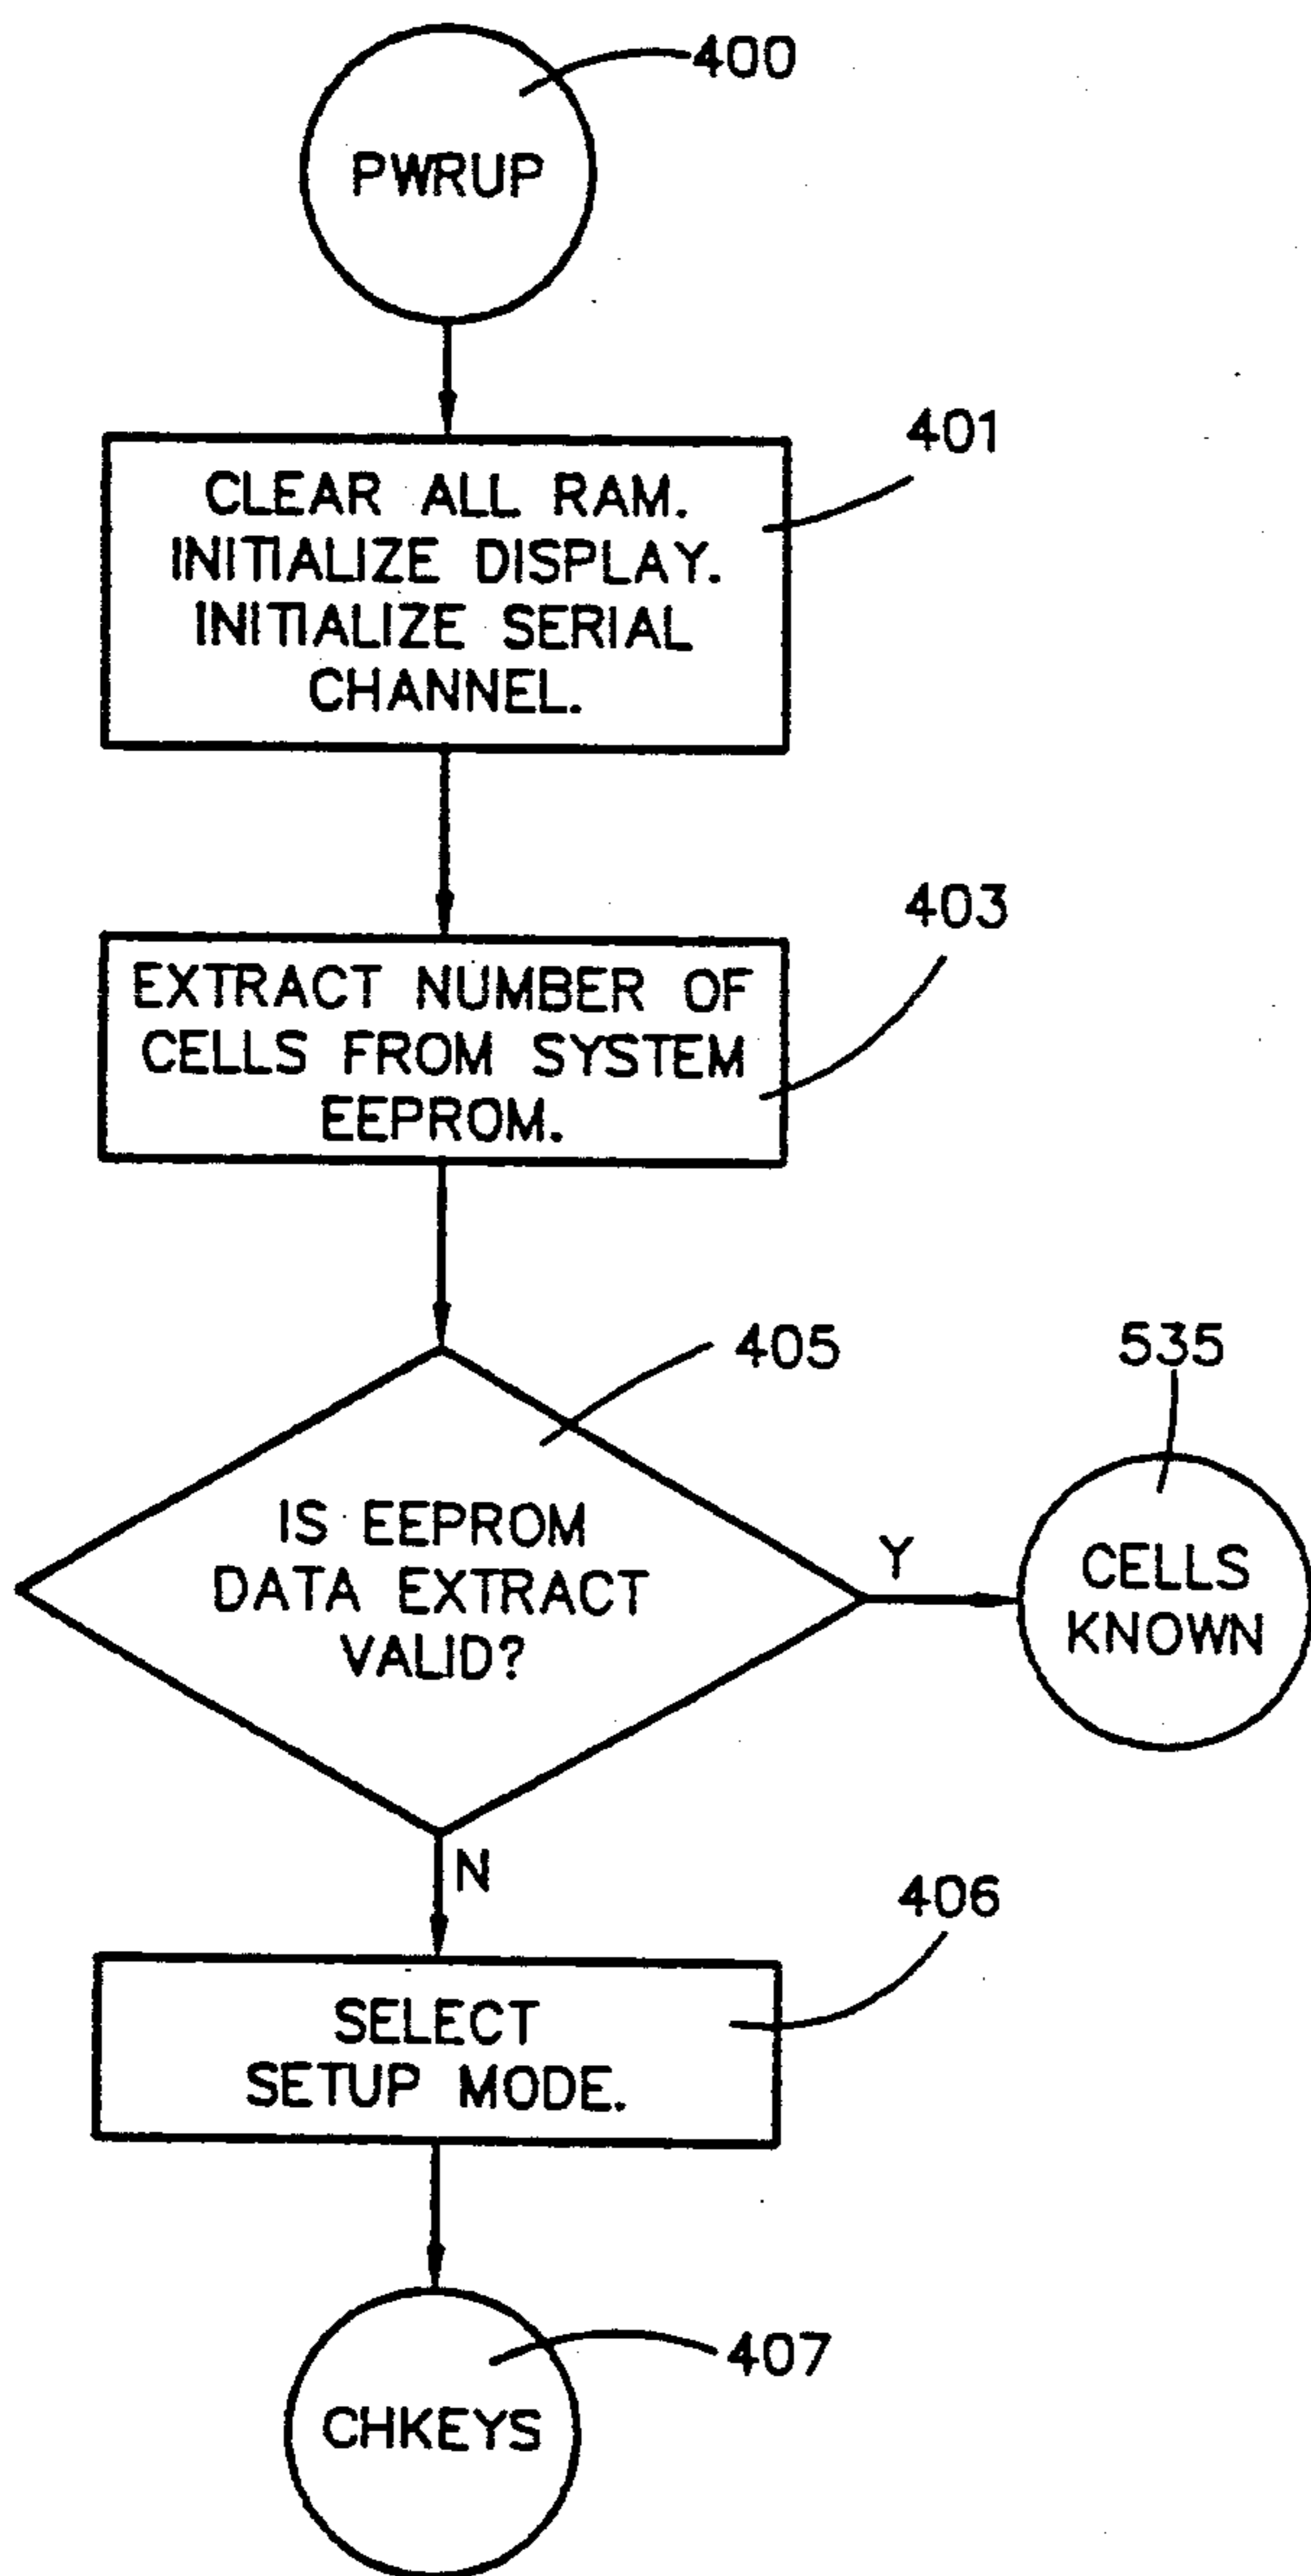 400
PWRUP
401
CLEAR ALL RAM.
INITIALIZE DISPLAY.
INITIALIZE SERIAL
CHANNEL.
403
EXTRACT NUMBER OF
CELLS FROM SYSTEM
EEPROM.
405
535
IS EEPROM
DATA EXTRACT
VALID?
Y
CELLS
KNOWN
N
406
SELECT
SETUP MODE.
407
CHKEYS